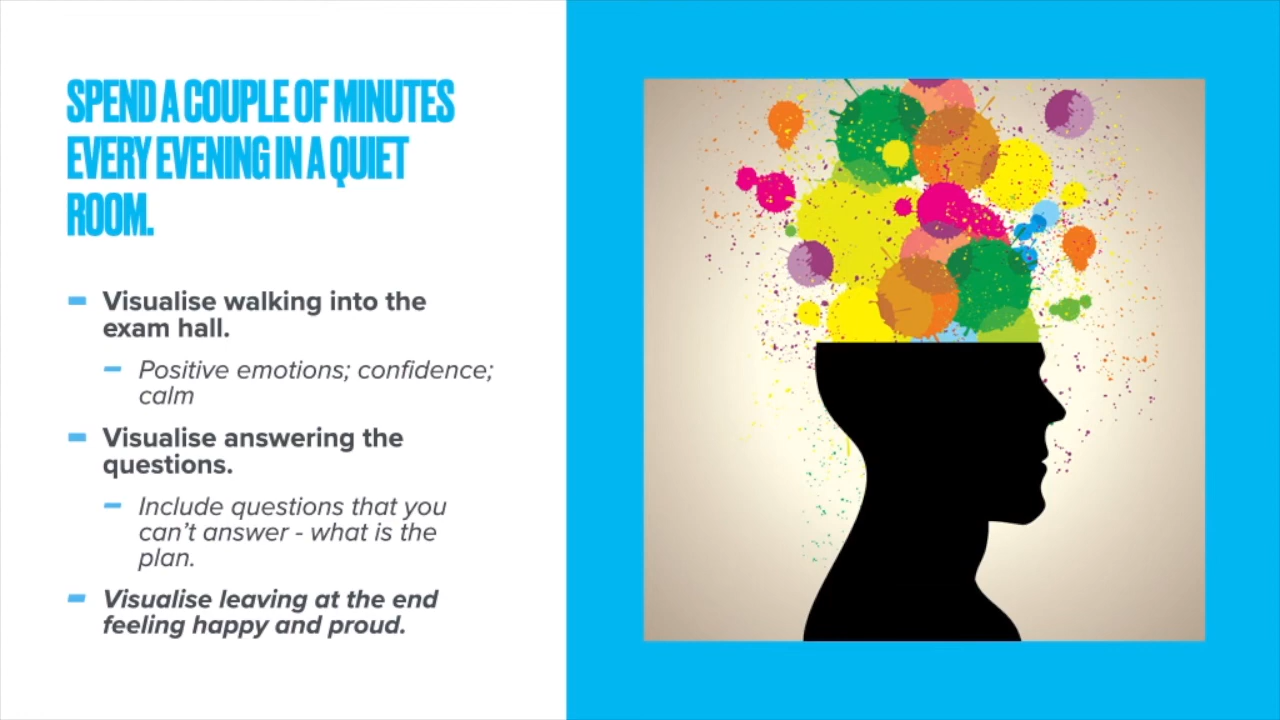 SPEND A COUPLE OF MINUTES
EVERY EVENING IN A QUIET
ROOM.
Visualise walking into the
exam hall.
Positive emotions; confidence;
calm
Visualise answering the
questions.
Include questions that you
can’t answer - what is the
plan.
Visualise leaving at the end
feeling happy and proud.